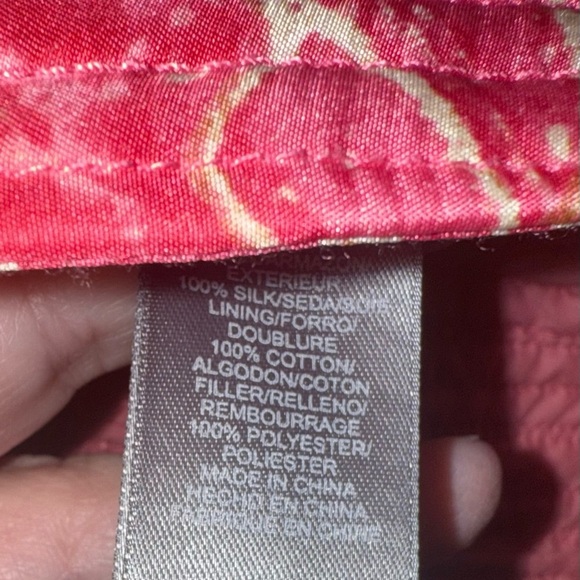 EXTERIEUR
100% SILK/SEDA/SOIE
LINING/FORRO/
DOUBLURE
100% COTTON/
ALGODON/COTON
FILLER/RELLENO/
REMBOURRAGE
100% POLYESTER/
POLIESTER
MADE IN CHINA
HECHO EN CHINA
FABRIQUE EN CHINE